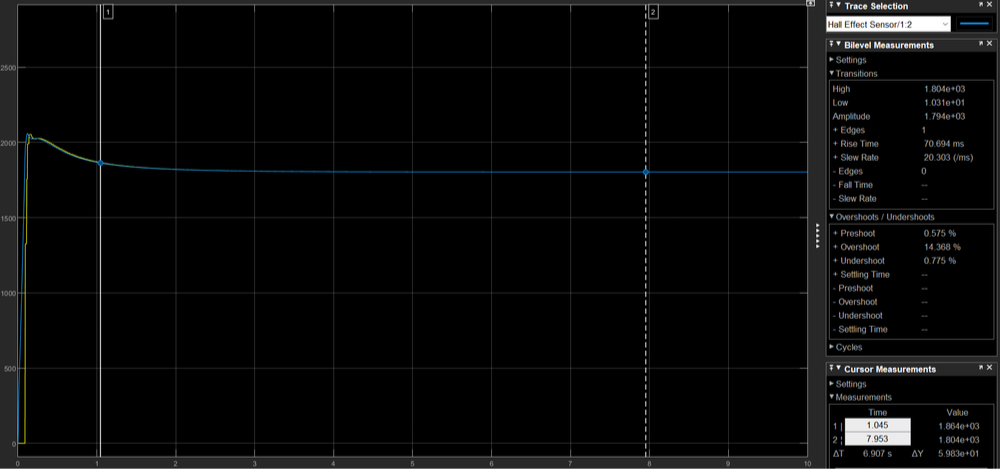 1
2
2500
2000
1500
1000
500
0
0 1 2 3 4 5 6 7 8 9 10
Trace Selection
Hall Effect Sensor/1:2
Bilevel Measurements
Settings
Transitions
High 1.804e+03
Low 1.031e+01
Amplitude 1.794e+03
+ Edges 1
+ Rise Time 70.694 ms
+ Slew Rate 20.303 (/ms)
- Edges 0
- Fall Time --
- Slew Rate --
Overshoots / Undershoots
+ Preshoot 0.575 %
+ Overshoot 14.368 %
+ Undershoot 0.775 %
+ Settling Time --
- Preshoot --
- Overshoot --
- Undershoot --
- Settling Time --
Cycles
Cursor Measurements
Settings
Measurements
Time Value
1 | 1.045 1.864e+03
2 ¦ 7.953 1.804e+03
ΔT 6.907 s ΔY 5.983e+01